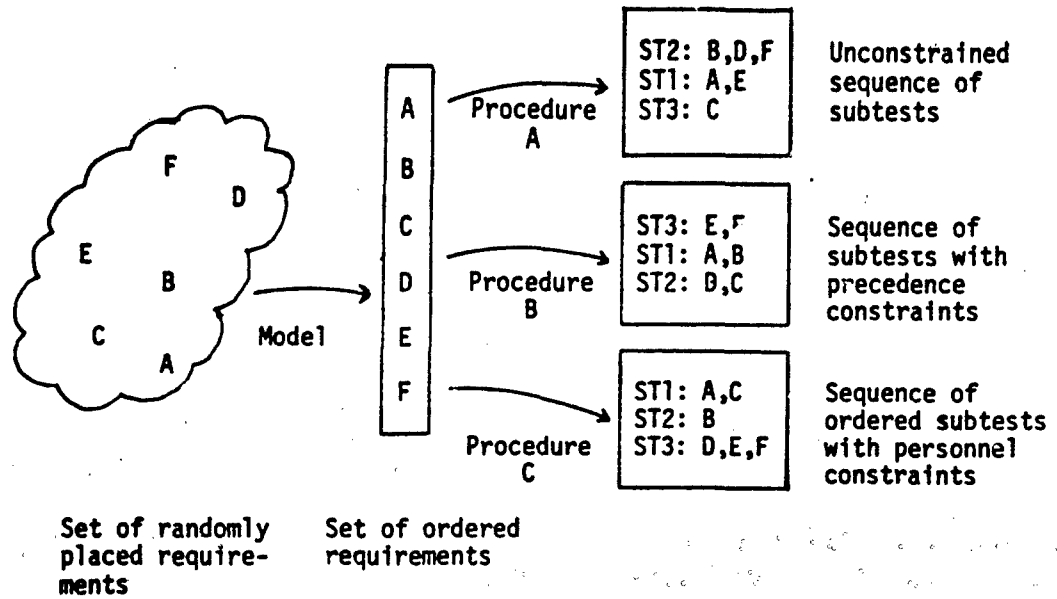 F
D
E
B
C
A
Model
A
B
C
D
E
F
Procedure
A
Procedure
B
Procedure
C
ST2: B,D,F
ST1: A,E
ST3: C
Unconstrained
sequence of
subtests
ST3: E,F
ST1: A,B
ST2: D,C
Sequence of
subtests with
precedence
constraints
ST1: A,C
ST2: B
ST3: D,E,F
Sequence of
ordered subtests
with personnel
constraints
Set of randomly
placed require-
ments
Set of ordered
requirements